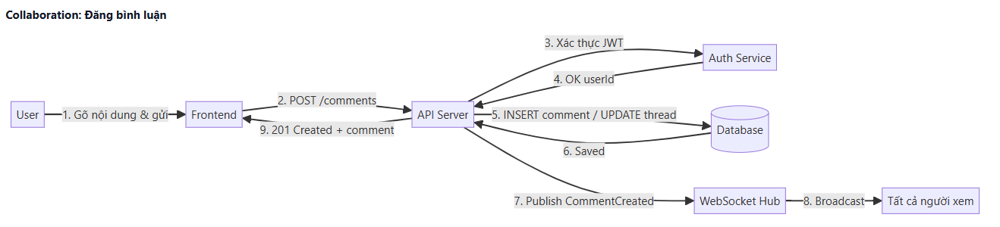 Collaboration: Đăng bình luận
User
1. Gõ nội dung & gửi
Frontend
2. POST /comments
9. 201 Created + comment
API Server
3. Xác thực JWT
4. OK userId
Auth Service
5. INSERT comment / UPDATE thread
6. Saved
Database
7. Publish CommentCreated
WebSocket Hub
8. Broadcast
Tất cả người xem